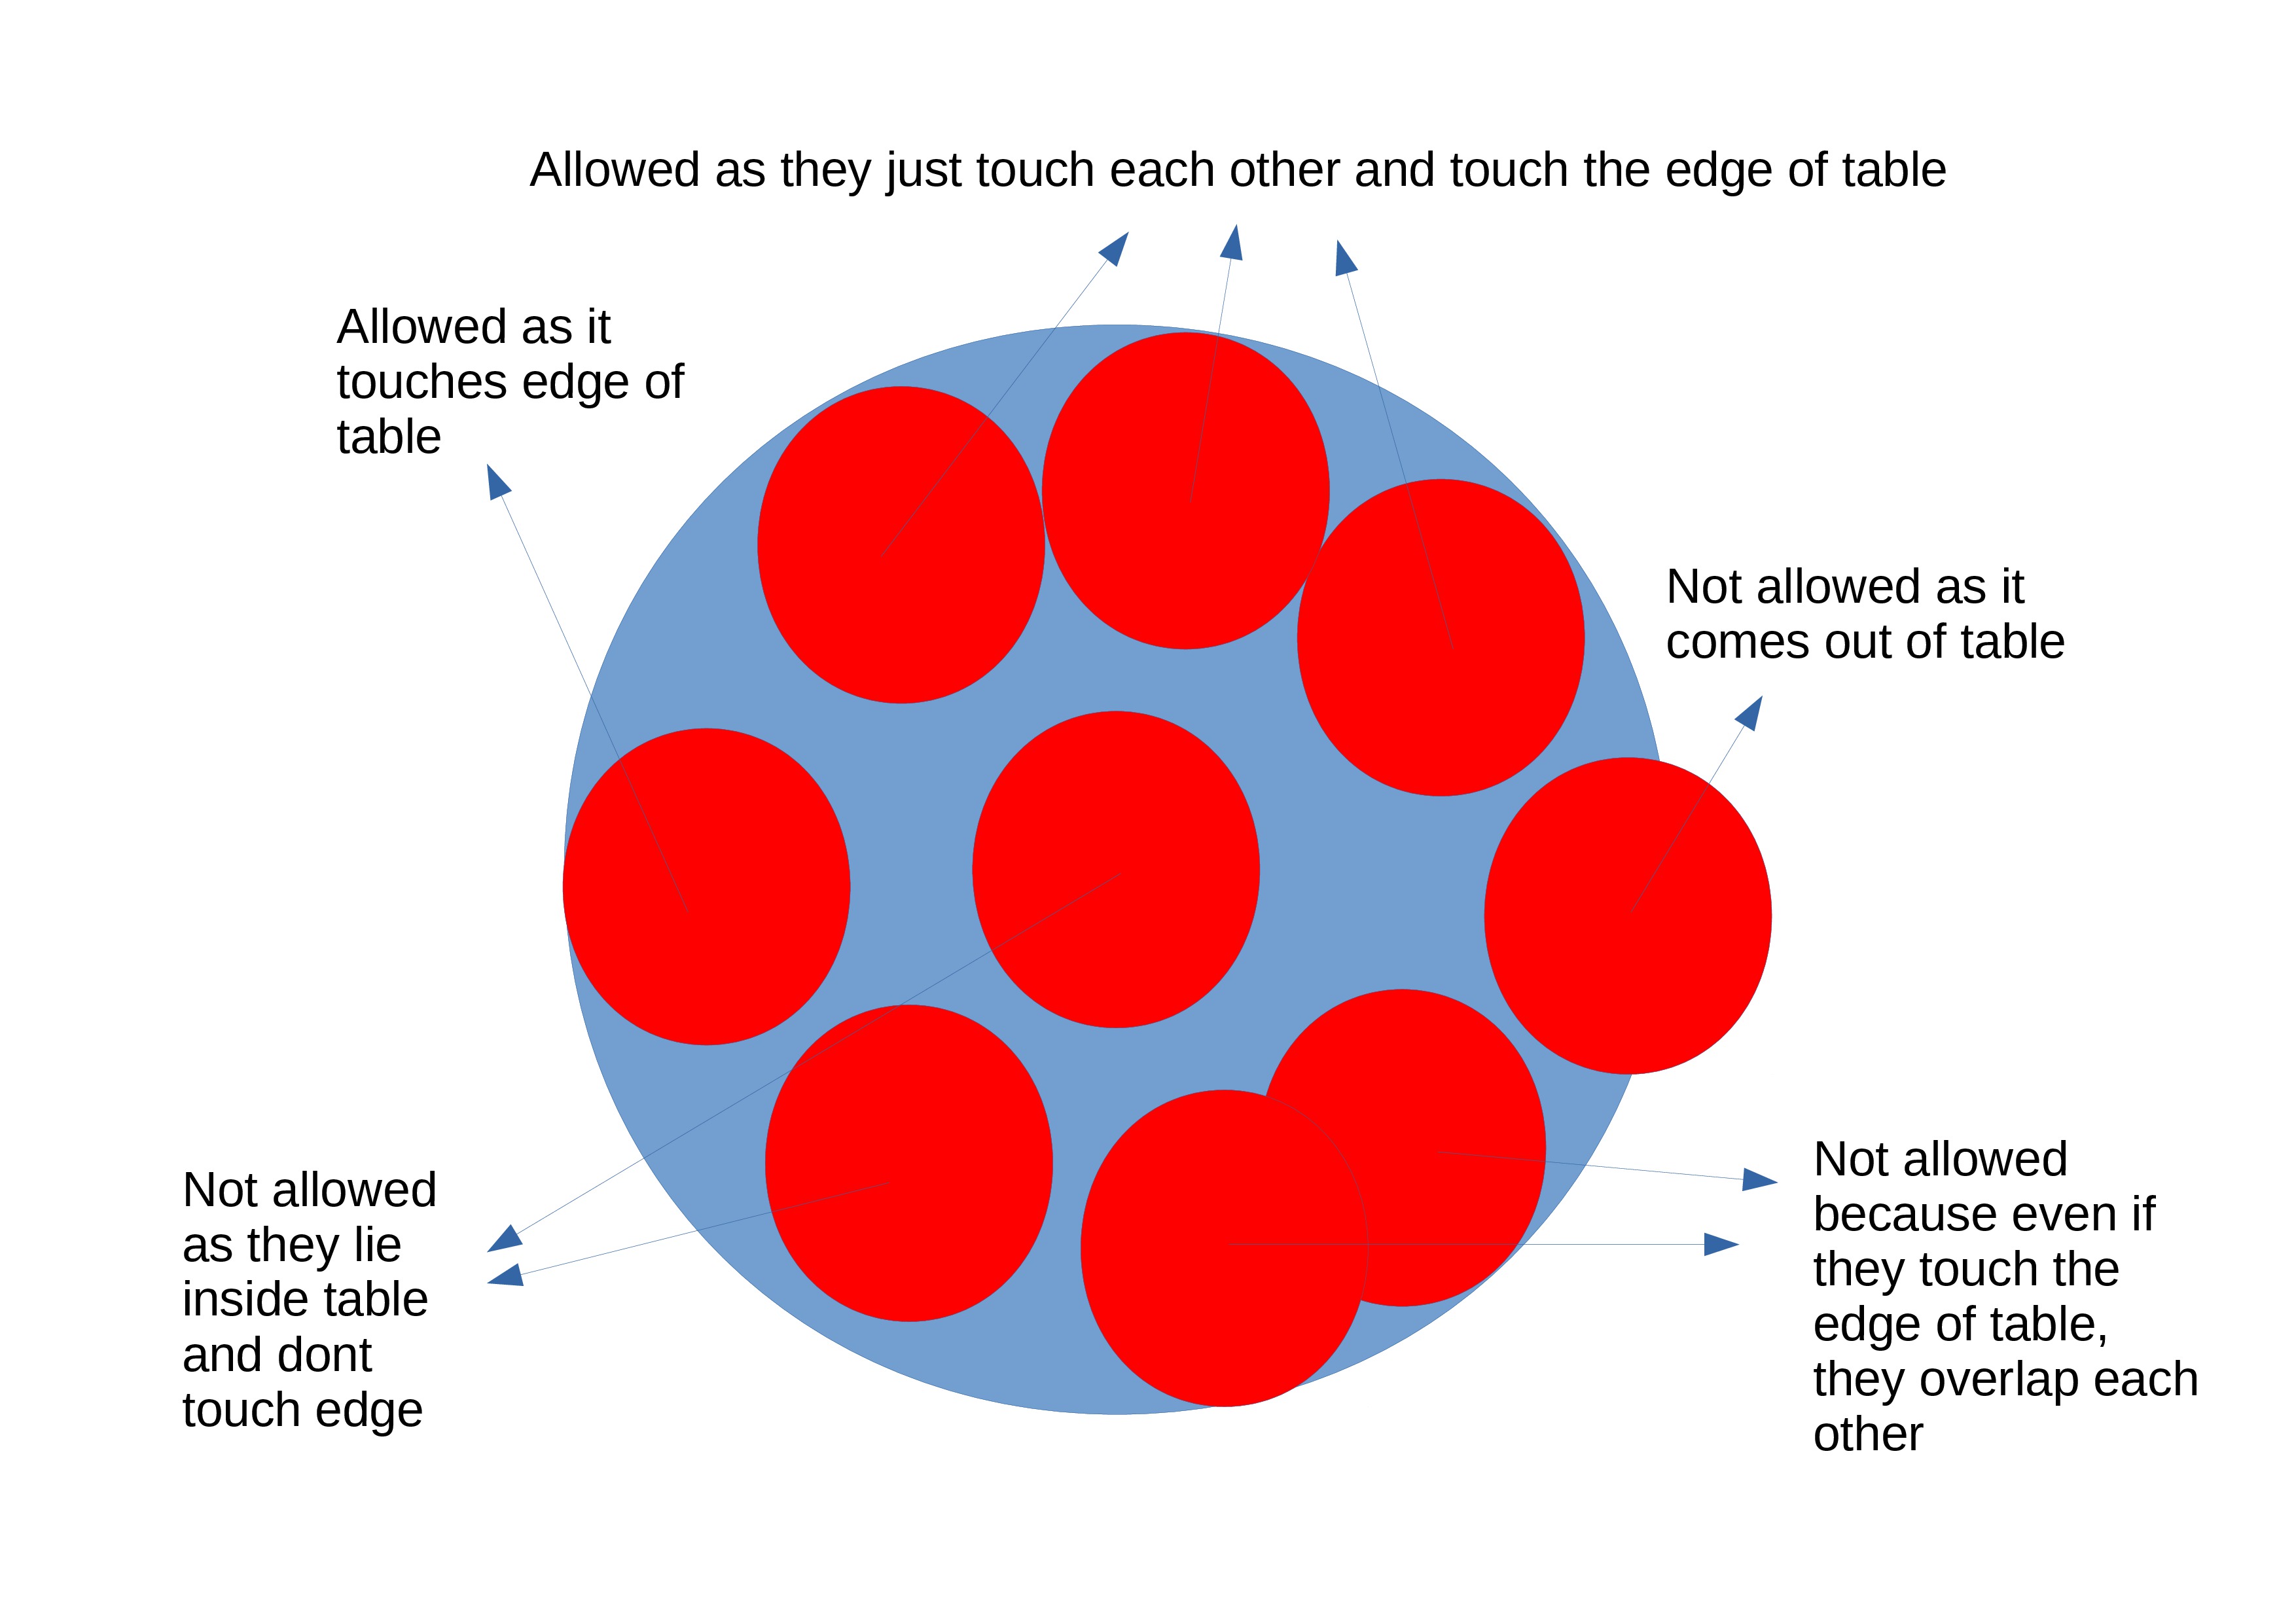 Allowed as they just touch each other and touch the edge of table
Allowed as it
touches edge of
table
Not allowed as it
comes out of table
Not allowed
as they lie
inside table
and dont
touch edge
Not allowed
because even if
they touch the
edge of table,
they overlap each
other